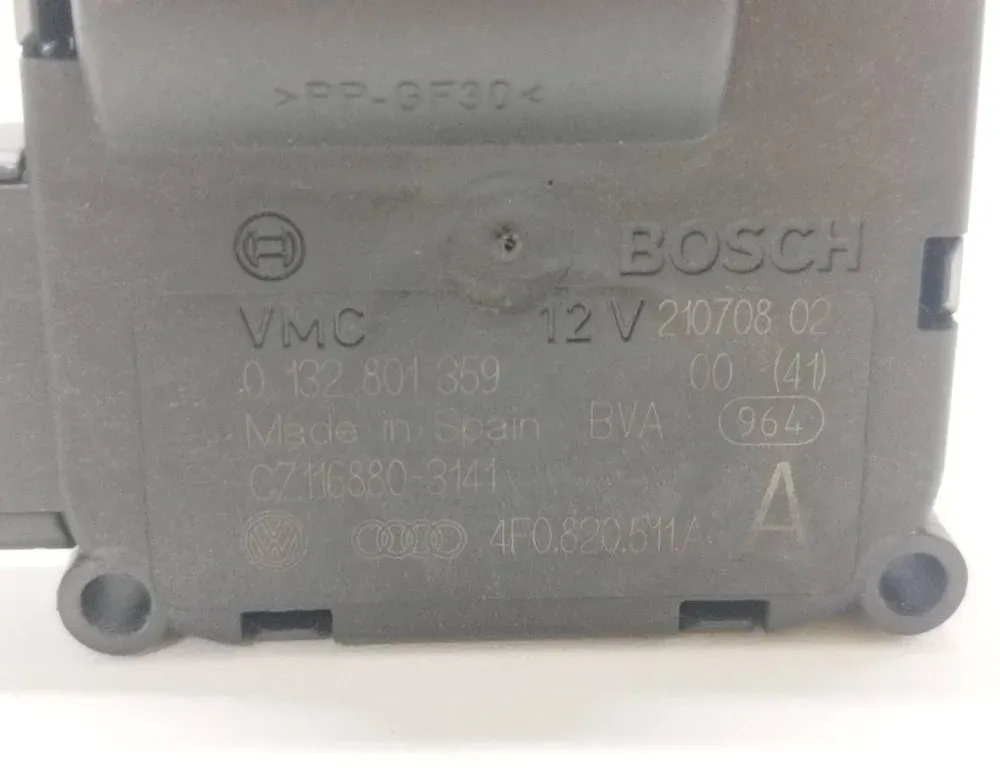 >PP-GF30<
BOSCH
VMC 12 V 210708 02
0 132 801 359 00 (41)
Made in Spain BVA 964
CZ116880-3141 A
4F0.820.511.A